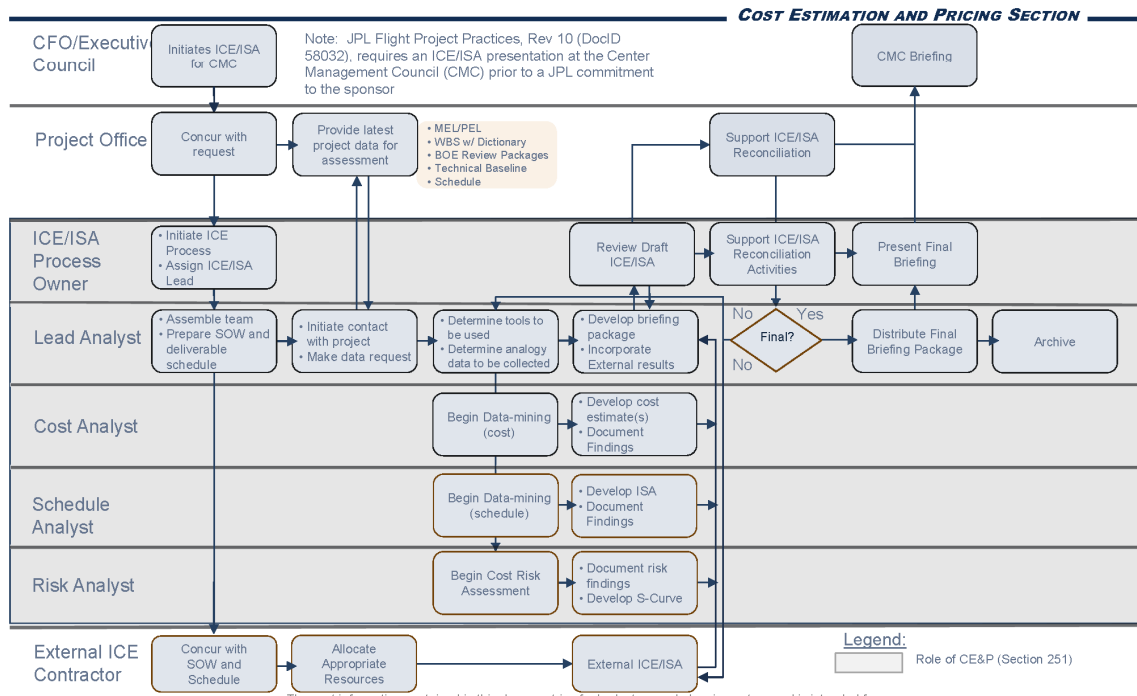 COST ESTIMATION AND PRICING SECTION
CFO/Executive
Council
Initiates ICE/ISA
for CMC
Note: JPL Flight Project Practices, Rev 10 (DocID
58032), requires an ICE/ISA presentation at the Center
Management Council (CMC) prior to a JPL commitment
to the sponsor
CMC Briefing
Project Office
Concur with
request
Provide latest
project data for
assessment
• MEL/PEL
• WBS w/ Dictionary
• BOE Review Packages
• Technical Baseline
• Schedule
Support ICE/ISA
Reconciliation
ICE/ISA
Process
Owner
• Initiate ICE
Process
• Assign ICE/ISA
Lead
Review Draft
ICE/ISA
Support ICE/ISA
Reconciliation
Activities
Present Final
Briefing
Lead Analyst
• Assemble team
• Prepare SOW and
deliverable
schedule
• Initiate contact
with project
• Make data request
• Determine tools to
be used
• Determine analogy
data to be collected
• Develop briefing
package
• Incorporate
External results
No
Yes
Final?
No
Distribute Final
Briefing Package
Archive
Cost Analyst
Begin Data-mining
(cost)
• Develop cost
estimate(s)
• Document
Findings
Schedule
Analyst
Begin Data-mining
(schedule)
• Develop ISA
• Document
Findings
Risk Analyst
Begin Cost Risk
Assessment
• Document risk
findings
• Develop S-Curve
External ICE
Contractor
Concur with
SOW and
Schedule
Allocate
Appropriate
Resources
External ICE/ISA
Legend:
Role of CE&P (Section 251)